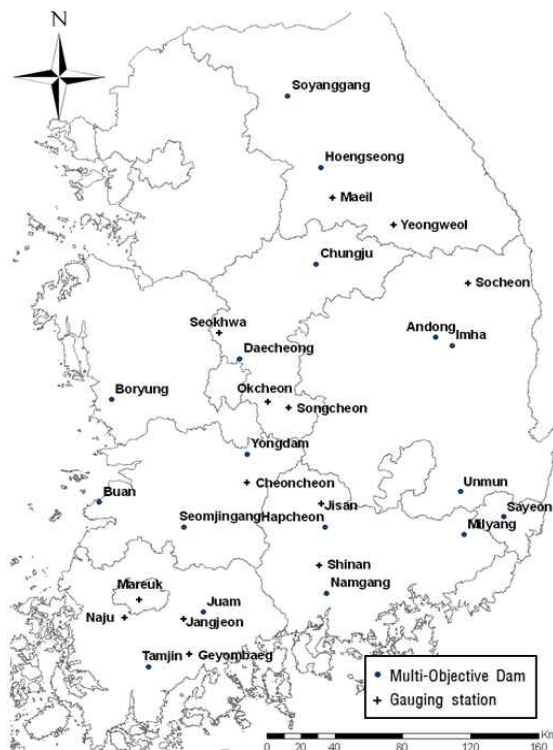 N
Soyanggang
Hoengseong
Maeil
Yeongweol
Chungju
Socheon
Seokhwa
Andong
Imha
Daecheong
Boryung
Okcheon
Songcheon
Yongdam
Cheoncheon
Unmun
Buan
Jisan
Sayeon
Seomjingang
Hapcheon
Milyang
Shinan
Mareuk
Namgang
Juam
Naju
Jangjeon
Tamjin
Geyombaeg
Multi-Objective Dam
Gauging station
Km
0 20 40 80 120 160